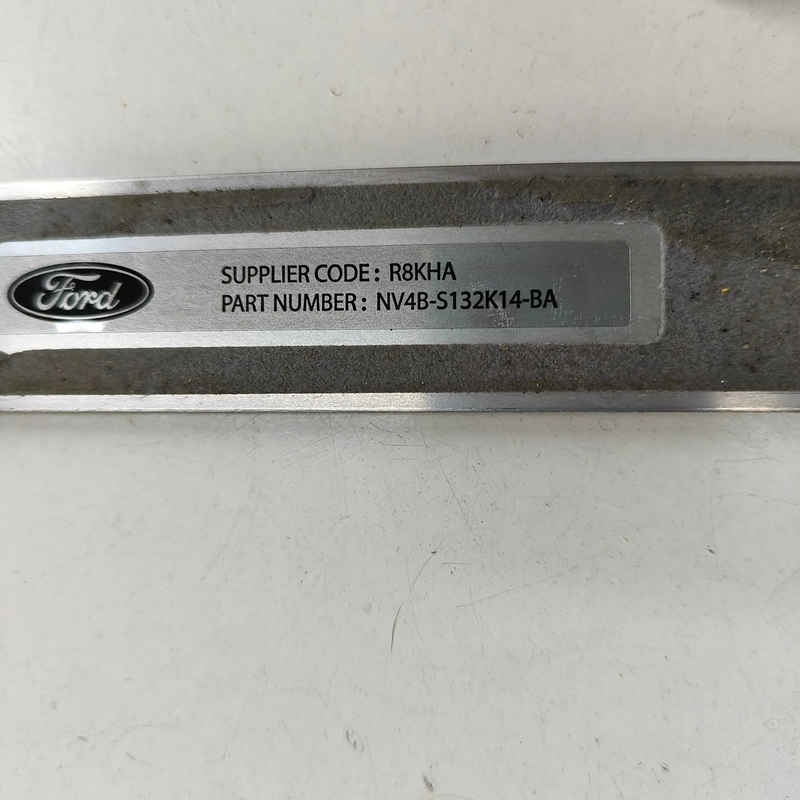 Ford
SUPPLIER CODE : R8KHA
PART NUMBER : NV4B-S132K14-BA